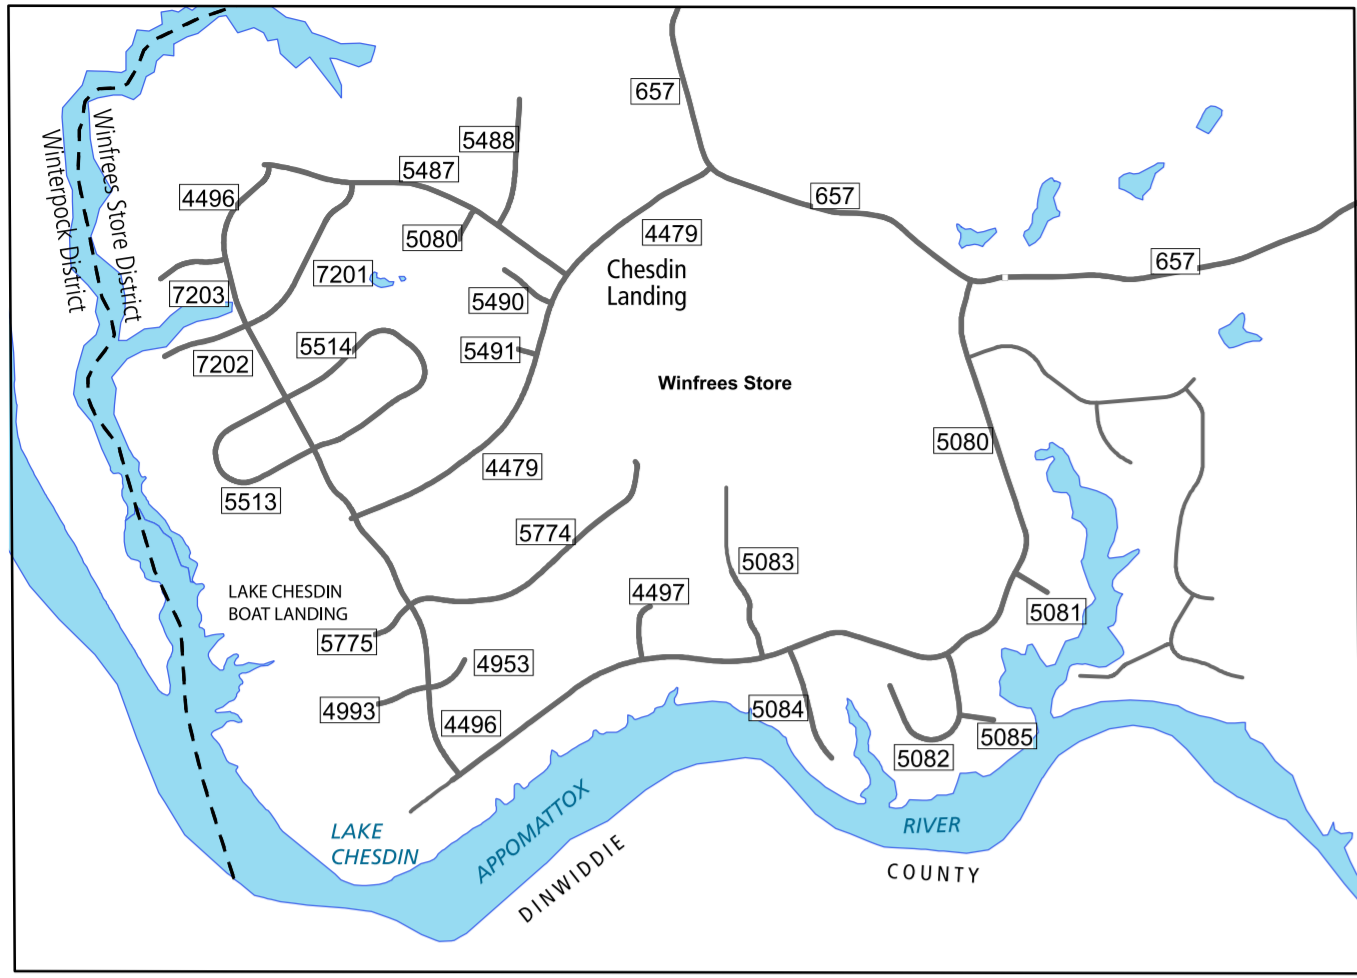 657
5488
5487
4496
657
5080
4479
Winfrees Store District
Winterpock District
7201
657
Chesdin
Landing
7203
5490
5514
5491
7202
Winfrees Store
5080
4479
5513
5774
5083
LAKE CHESDIN
BOAT LANDING
4497
5081
5775
4953
4993
5084
4496
5085
5082
LAKE
CHESDIN
APPOMATTOX
RIVER
DINWIDDIE
COUNTY